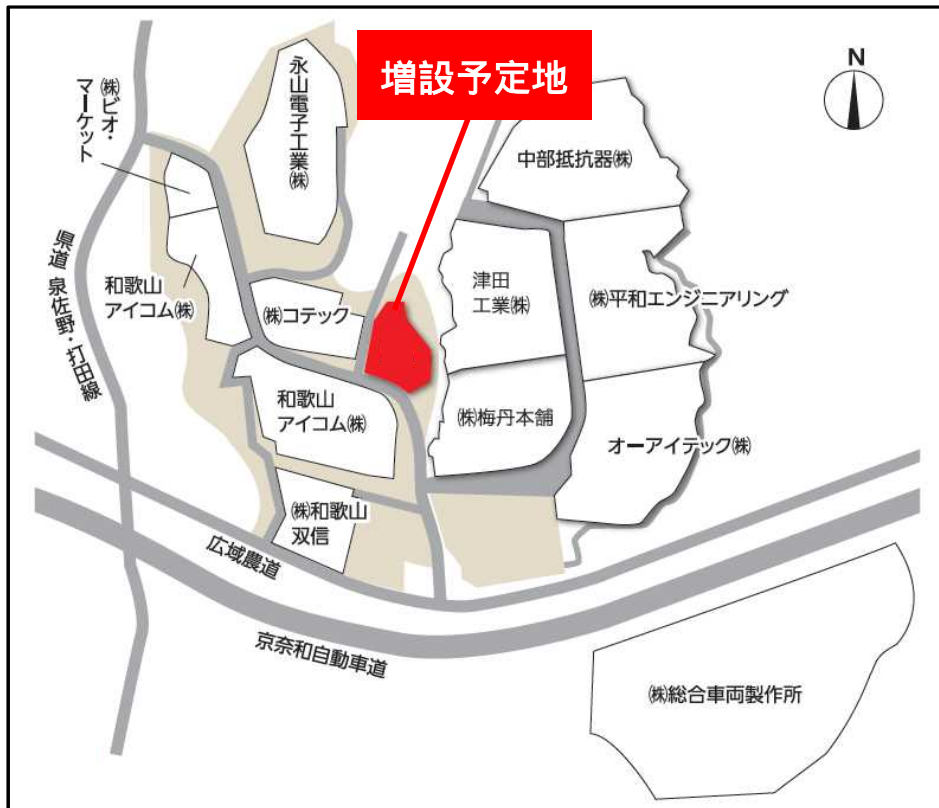 増設予定地
N
永山電子工業㈱
㈱ビオ・
マーケット
中部抵抗器㈱
県道 泉佐野・打田線
和歌山
アイコム㈱
㈱コテック
津田
工業㈱
㈱平和エンジニアリング
和歌山
アイコム㈱
㈱梅丹本舗
オーアイテック㈱
㈱和歌山
双信
広域農道
京奈和自動車道
㈱総合車両製作所